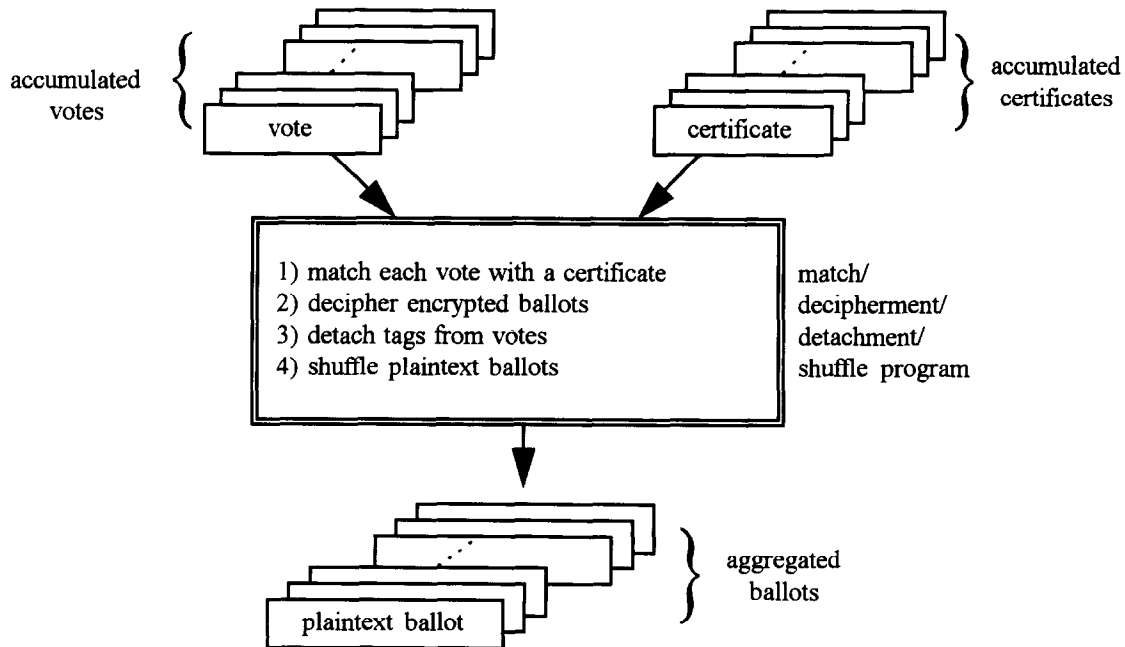 accumulated
votes
vote
certificate
accumulated
certificates
1) match each vote with a certificate
2) decipher encrypted ballots
3) detach tags from votes
4) shuffle plaintext ballots
match/
decipherment/
detachment/
shuffle program
plaintext ballot
aggregated
ballots